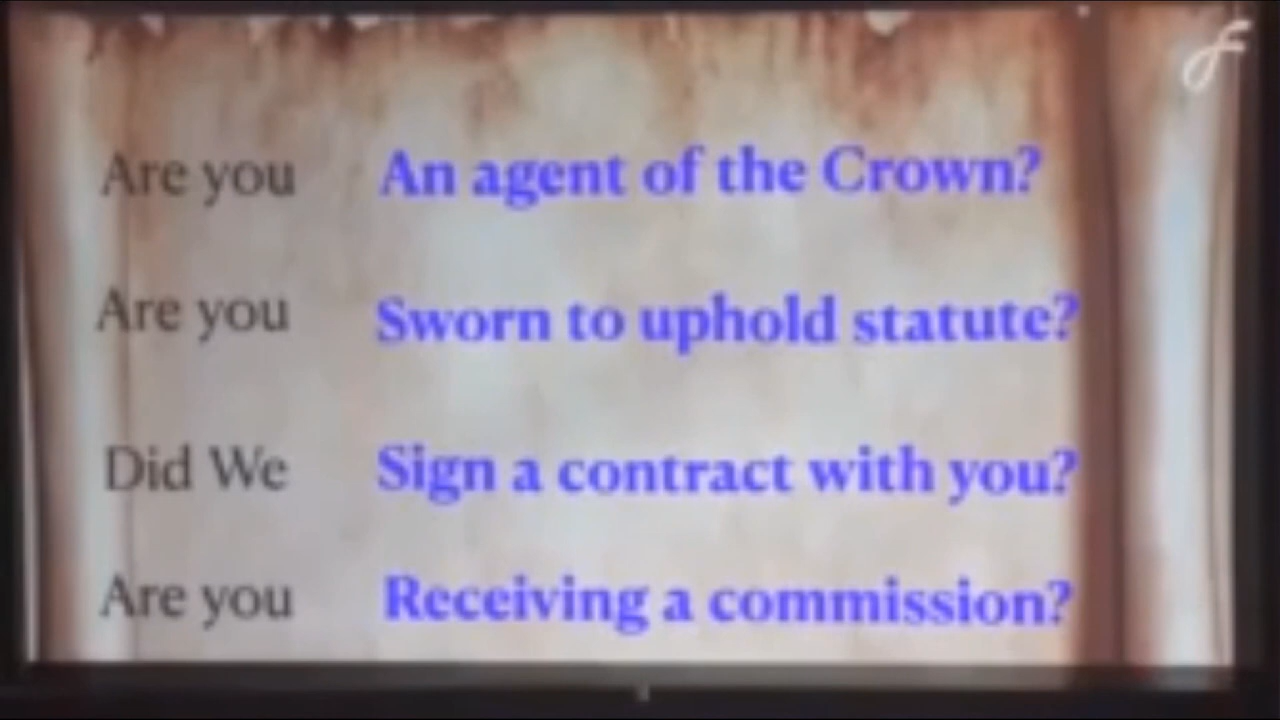 Are you An agent of the Crown?
Are you Sworn to uphold statute?
Did We Sign a contract with you?
Are you Receiving a commission?